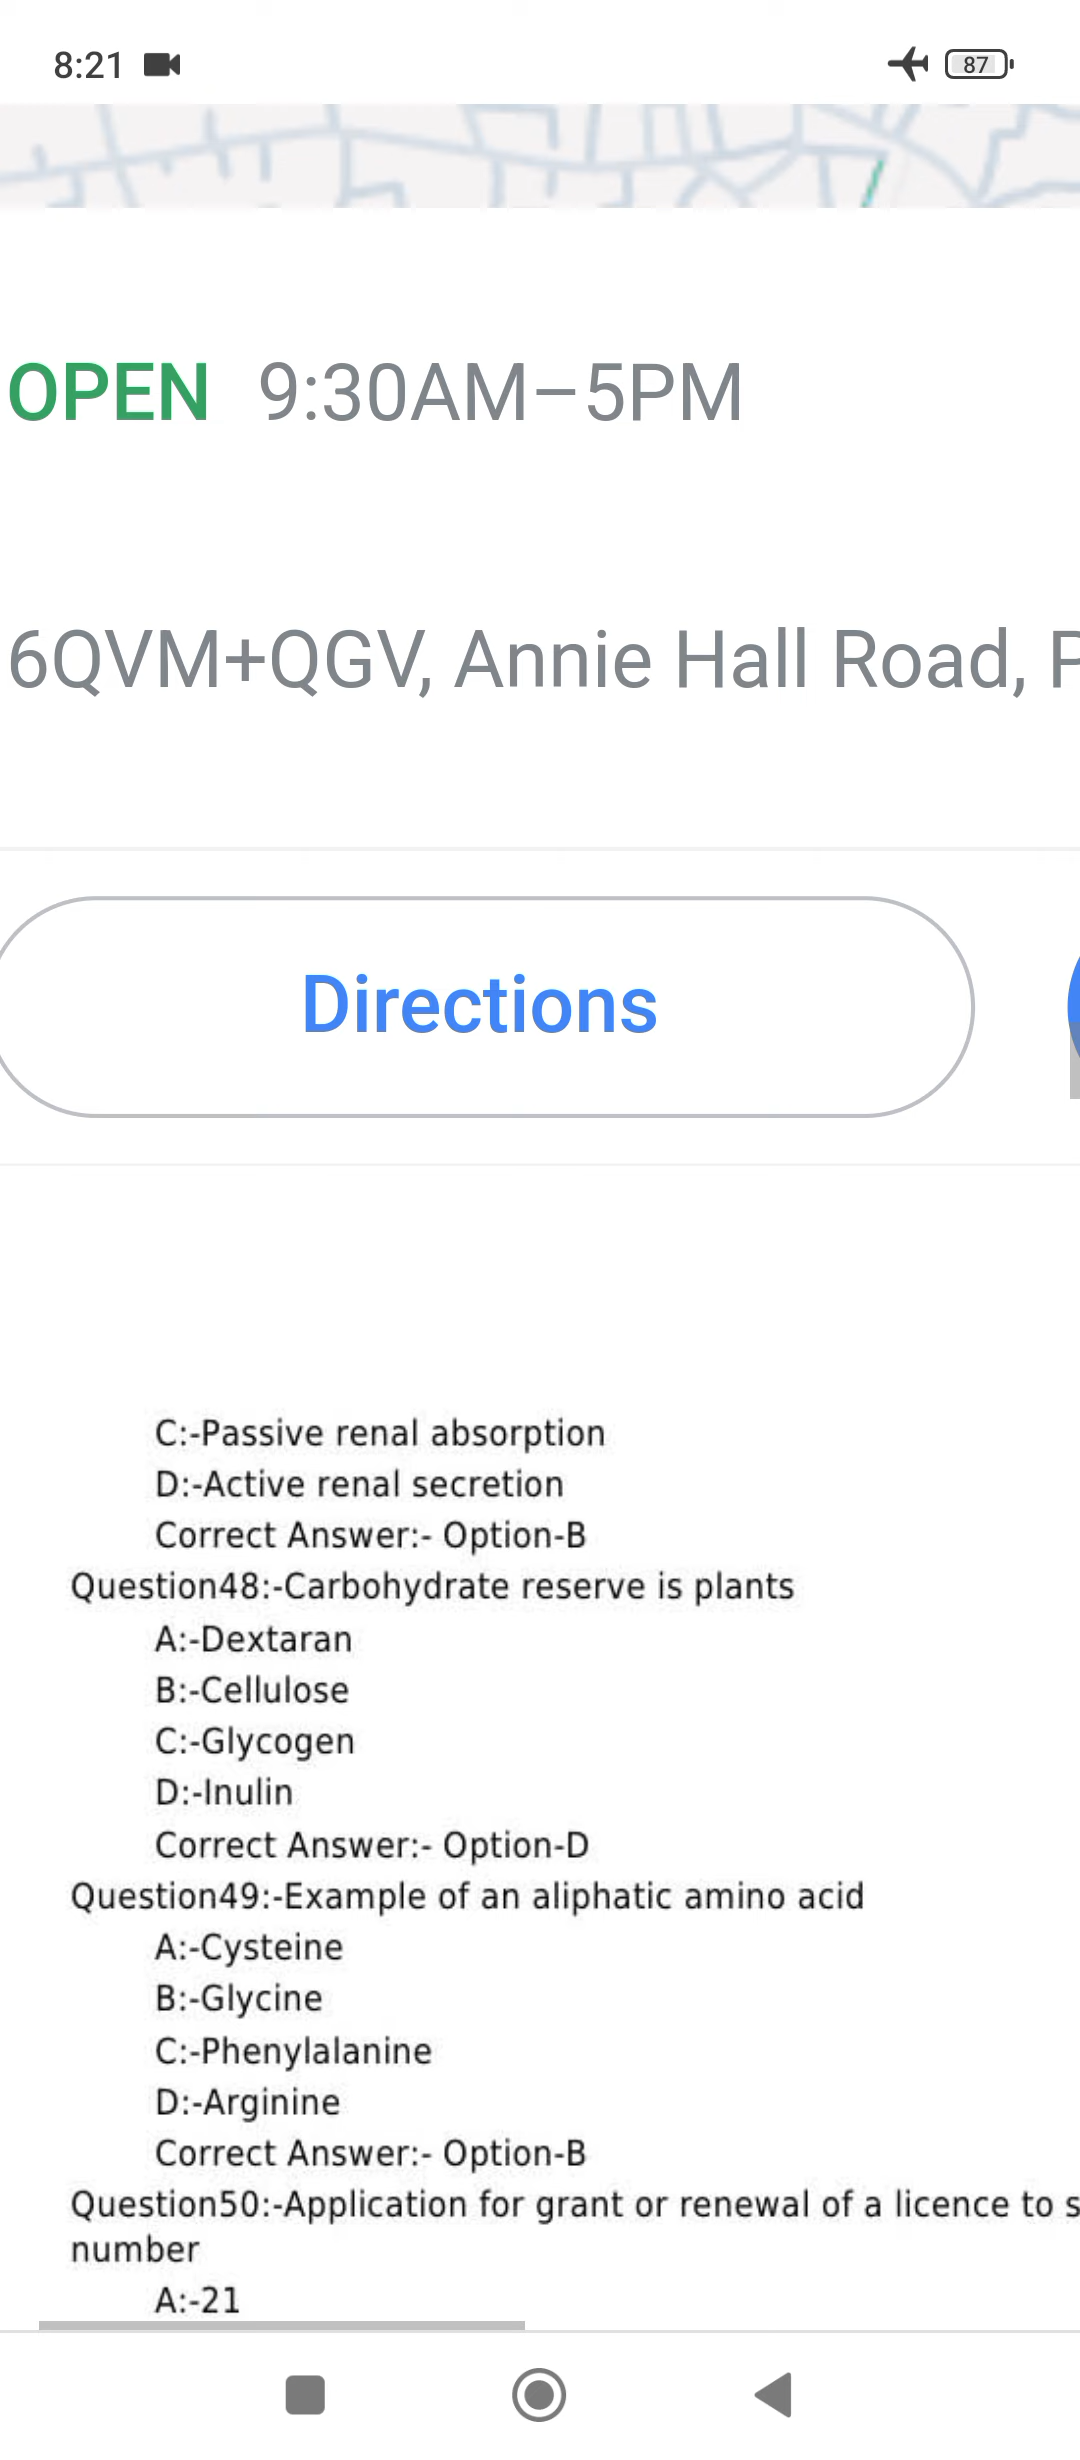 8:21
87
OPEN 9:30AM–5PM
6QVM+QGV, Annie Hall Road, P
Directions
C:-Passive renal absorption
D:-Active renal secretion
Correct Answer:- Option-B
Question48:-Carbohydrate reserve is plants
A:-Dextaran
B:-Cellulose
C:-Glycogen
D:-Inulin
Correct Answer:- Option-D
Question49:-Example of an aliphatic amino acid
A:-Cysteine
B:-Glycine
C:-Phenylalanine
D:-Arginine
Correct Answer:- Option-B
Question50:-Application for grant or renewal of a licence to s
number
A:-21